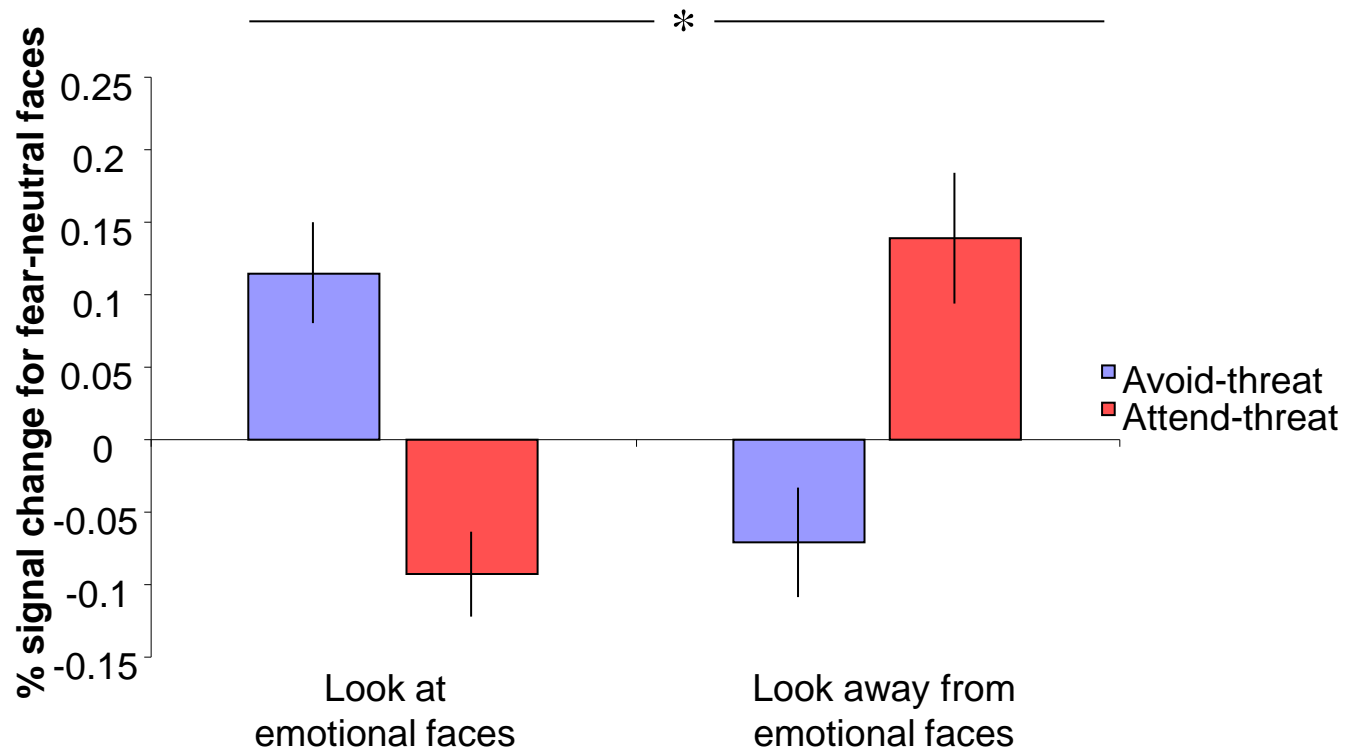 *
% signal change for fear-neutral faces
0.25
0.2
0.15
0.1
0.05
0
-0.05
-0.1
-0.15
Avoid-threat
Attend-threat
Look at
emotional faces
Look away from
emotional faces